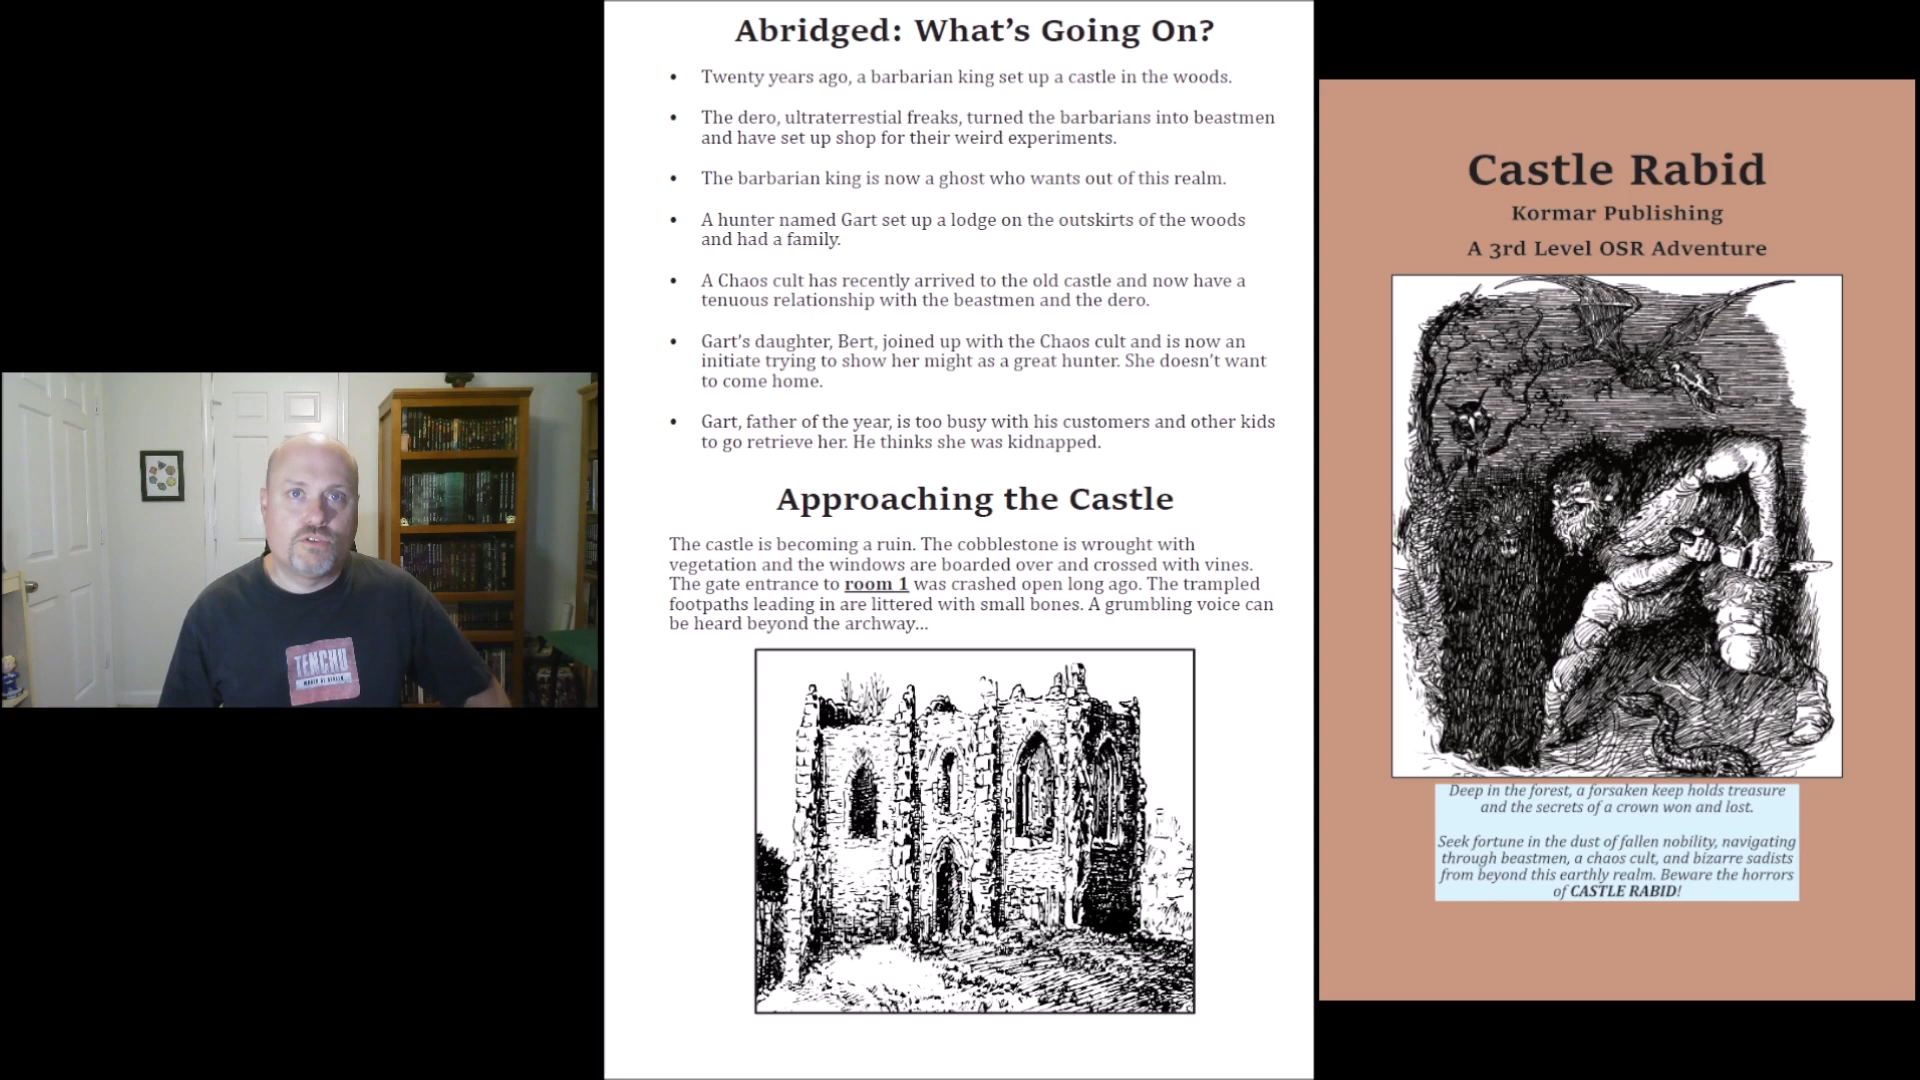 TENCHU
Abridged: What's Going On?
• Twenty years ago, a barbarian king set up a castle in the woods.
• The dero, ultraterrestial freaks, turned the barbarians into beastmen
and have set up shop for their weird experiments.
• The barbarian king is now a ghost who wants out of this realm.
• A hunter named Gart set up a lodge on the outskirts of the woods
and had a family.
• A Chaos cult has recently arrived to the old castle and now have a
tenuous relationship with the beastmen and the dero.
• Gart's daughter, Bert, joined up with the Chaos cult and is now an
initiate trying to show her might as a great hunter. She doesn't want
to come home.
• Gart, father of the year, is too busy with his customers and other kids
to go retrieve her. He thinks she was kidnapped.
Approaching the Castle
The castle is becoming a ruin. The cobblestone is wrought with
vegetation and the windows are boarded over and crossed with vines.
The gate entrance to room 1 was crashed open long ago. The trampled
footpaths leading in are littered with small bones. A grumbling voice can
be heard beyond the archway...
Castle Rabid
Kormar Publishing
A 3rd Level OSR Adventure
Deep in the forest, a forsaken keep holds treasure
and the secrets of a crown won and lost.
Seek fortune in the dust of fallen nobility, navigating
through beastmen, a chaos cult, and bizarre sadists
from beyond this earthly realm. Beware the horrors
of CASTLE RABID!